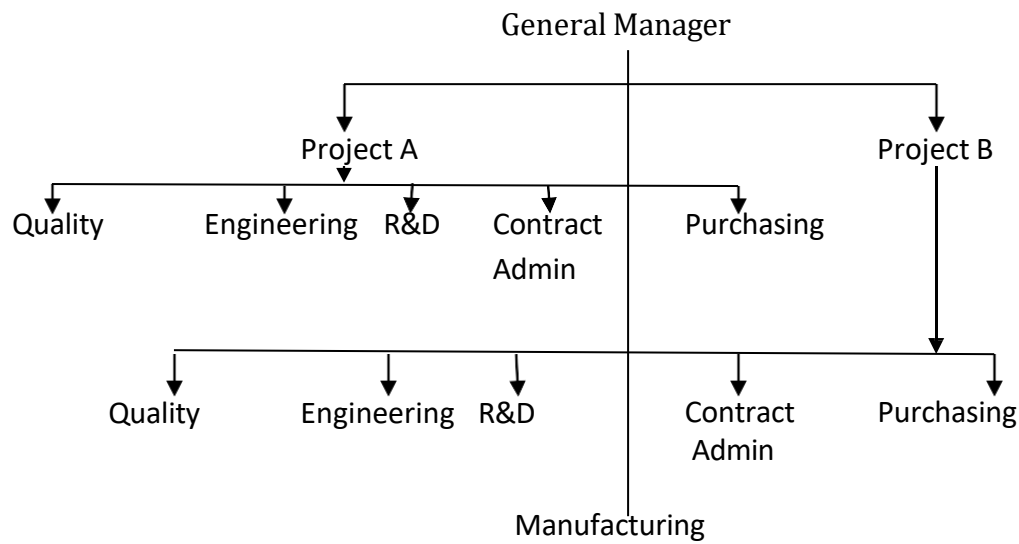 General Manager
Project A
Project B
Quality
Engineering
R&D
Contract
Admin
Purchasing
Quality
Engineering
R&D
Contract
Admin
Purchasing
Manufacturing